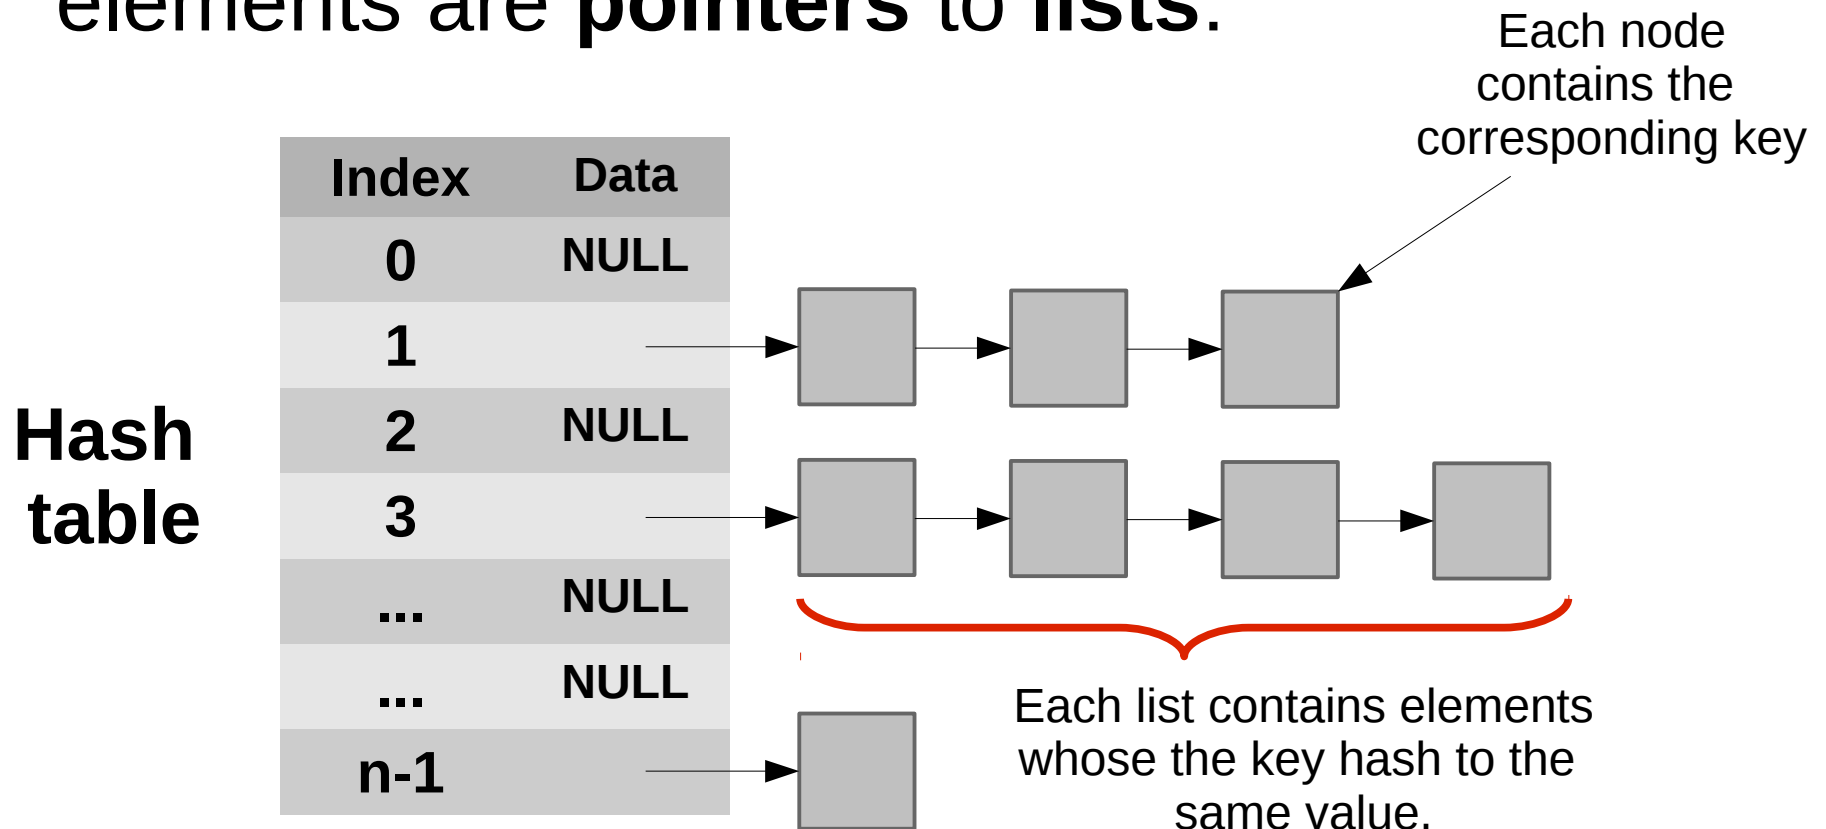 elements are pointers to lists.
Each node
contains the
corresponding key
Index Data
0 NULL
1
2 NULL
3
... NULL
... NULL
n-1
Hash
table
Each list contains elements
whose the key hash to the
same value.